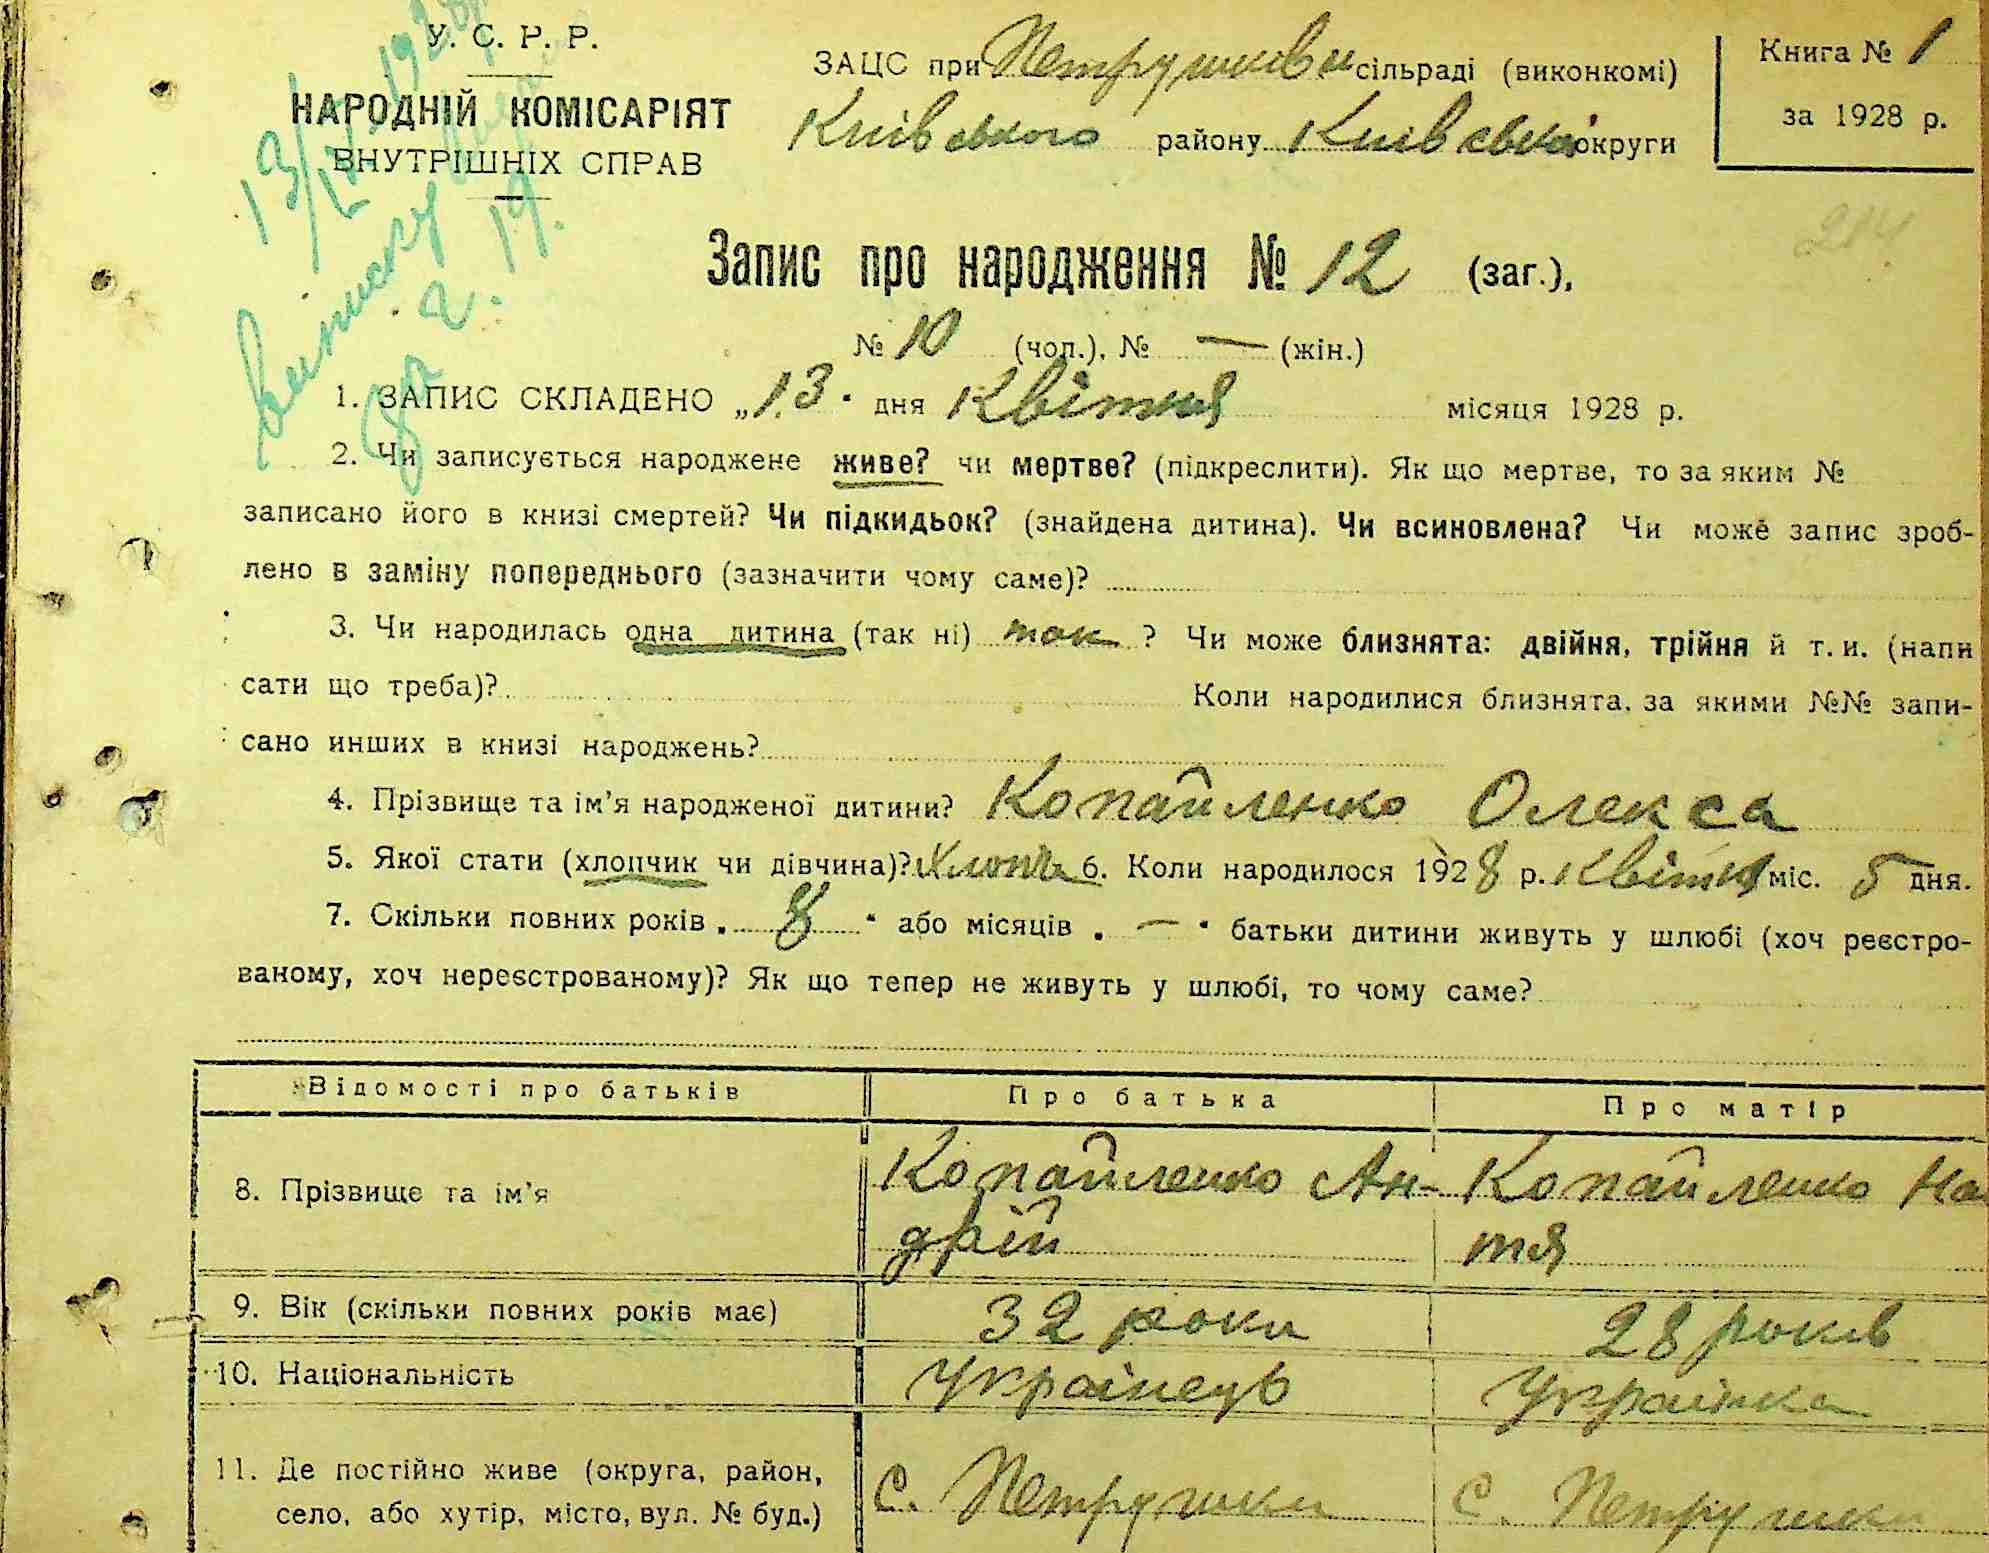 У. С. Р. Р.
НАРОДНІЙ КОМІСАРІЯТ
ВНУТРІШНІХ СПРАВ
ЗАЦС при Петрушків сільраді (виконкомі)
Київського району Київської округи
Книга № 1
за 1928 р.
214
13/IV 1928
виписку
Запис про народження № 12 (заг.),
№ 10 (чол.), № — (жін.)
1. ЗАПИС СКЛАДЕНО „13" дня Квітня місяця 1928 р.
2. Чи записується народжене живе? чи мертве? (підкреслити). Як що мертве, то за яким №
записано його в книзі смертей? Чи підкидьок? (знайдена дитина). Чи всиновлена? Чи може запис зроб-
лено в заміну попереднього (зазначити чому саме)?
3. Чи народилась одна дитина (так ні) так ? Чи може близнята: двійня, трійня й т. и. (напи
сати що треба)? Коли народилися близнята, за якими №№ запи-
сано инших в книзі народжень?
4. Прізвище та ім'я народженої дитини? Копайленко Олекса
5. Якої стати (хлопчик чи дівчина)? Хлопч 6. Коли народилося 1928 р. Квітня міс. 5 дня.
7. Скільки повних років „ 8 " або місяців „ — " батьки дитини живуть у шлюбі (хоч реєстро-
ваному, хоч нереєстрованому)? Як що тепер не живуть у шлюбі, то чому саме?
Відомості про батьків Про батька Про матір
8. Прізвище та ім'я Копайленко Ан- Копайленко На
дрій тя
9. Вік (скільки повних років має) 32 роки 28 років
10. Національність Українець Українка
11. Де постійно живе (округа, район, с. Петрушки с. Петрушки
село, або хутір, місто, вул. № буд.)